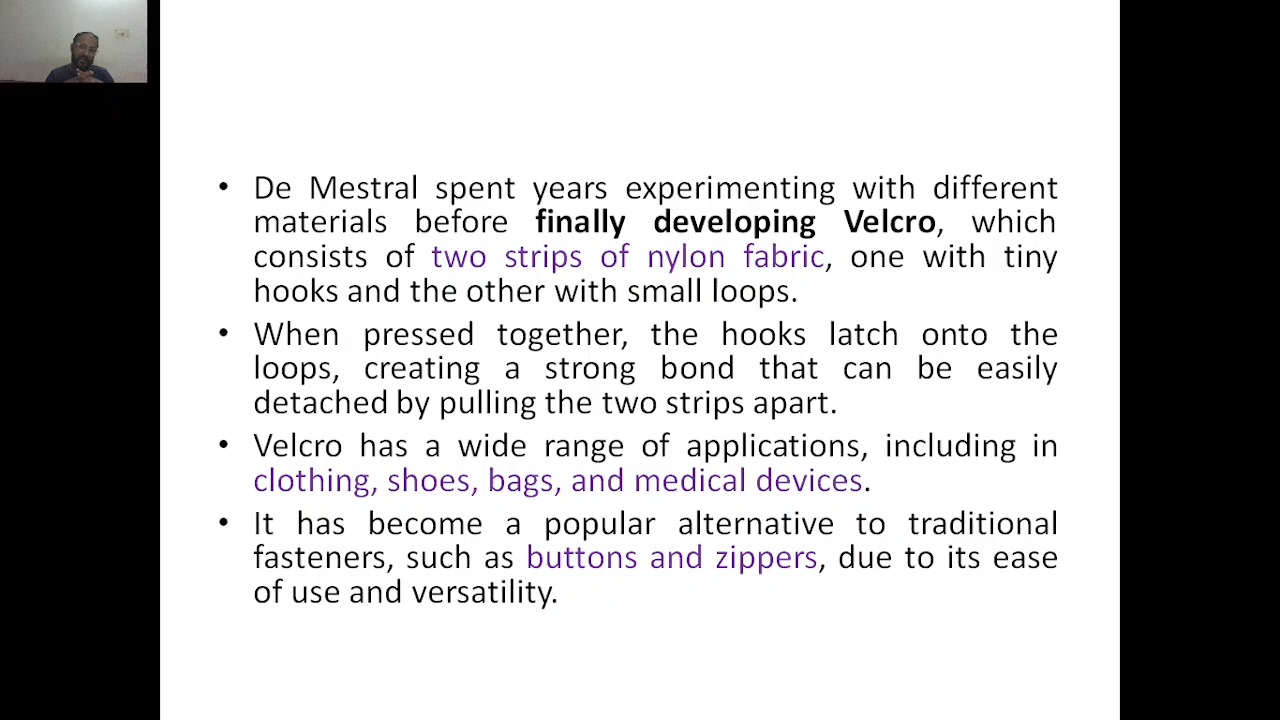 • De Mestral spent years experimenting with different
materials before finally developing Velcro, which
consists of two strips of nylon fabric, one with tiny
hooks and the other with small loops.
• When pressed together, the hooks latch onto the
loops, creating a strong bond that can be easily
detached by pulling the two strips apart.
• Velcro has a wide range of applications, including in
clothing, shoes, bags, and medical devices.
• It has become a popular alternative to traditional
fasteners, such as buttons and zippers, due to its ease
of use and versatility.